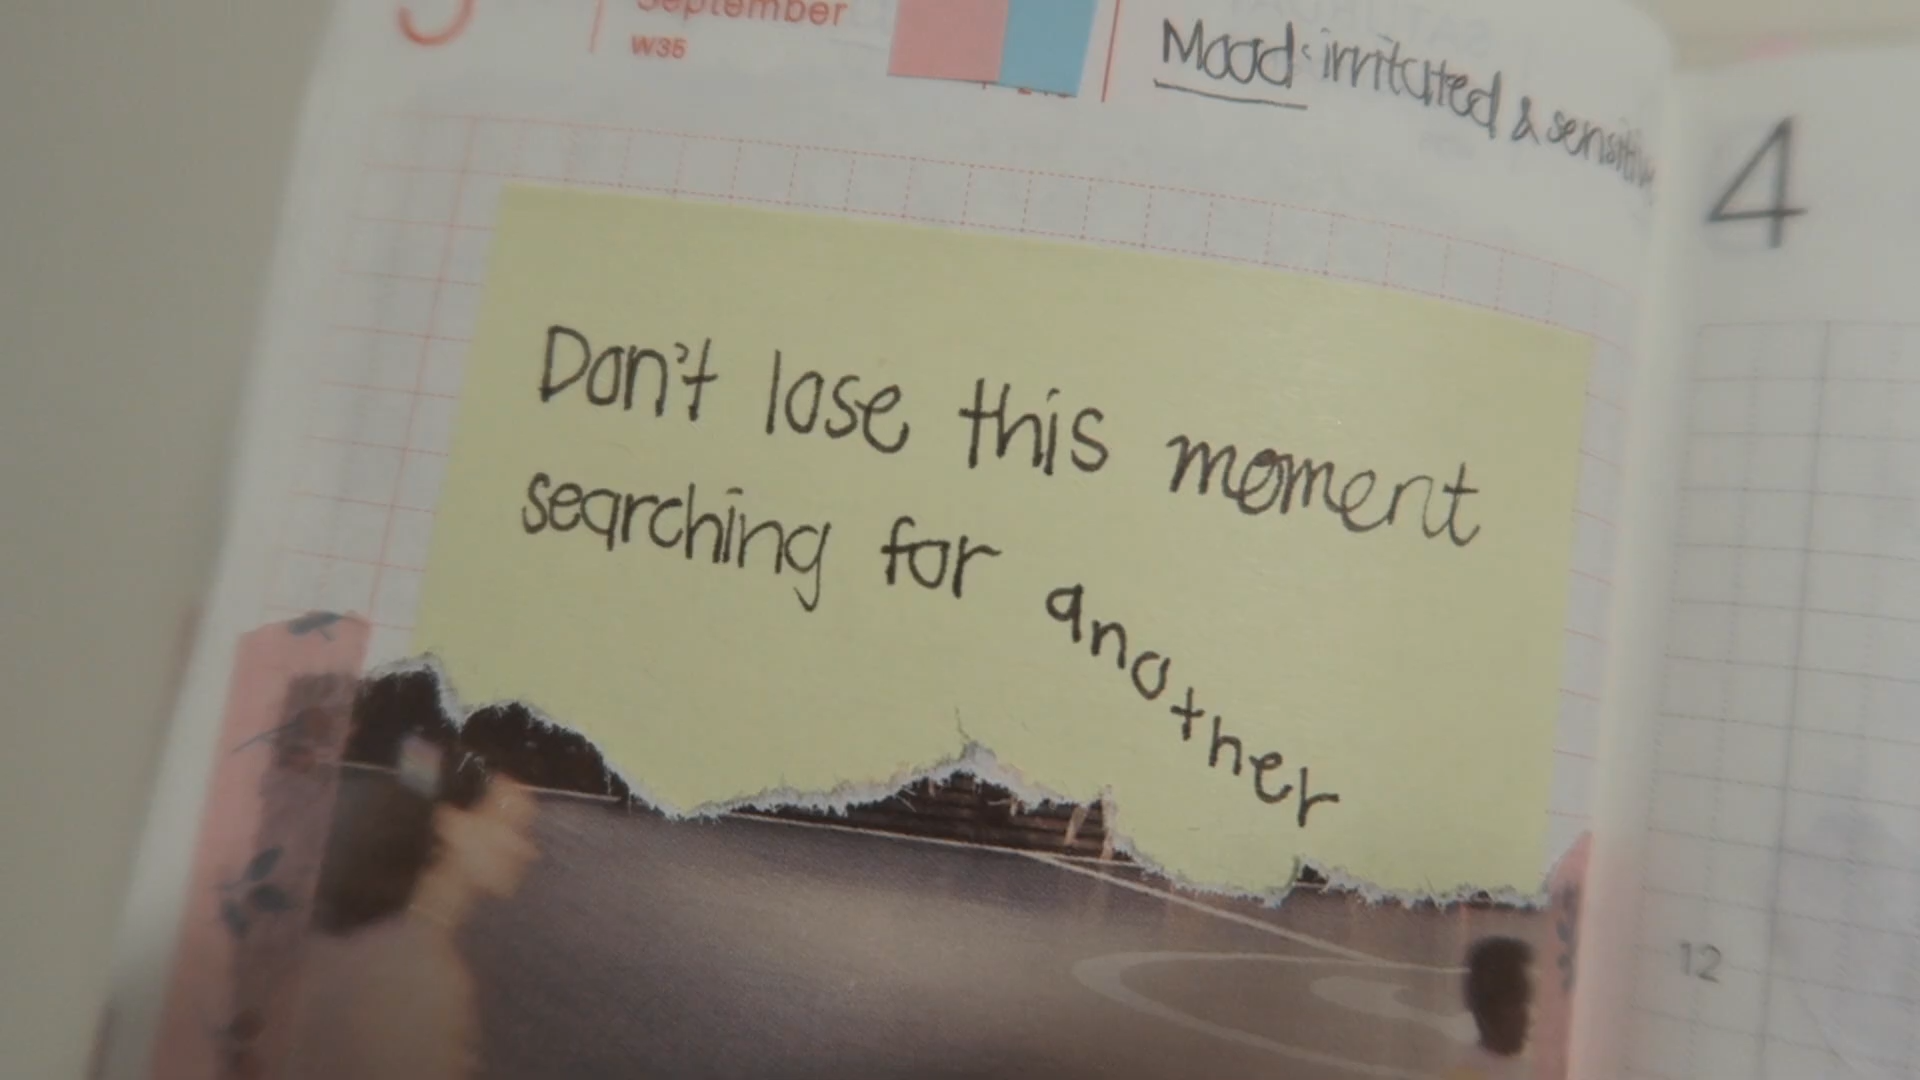 September
W35
Mood: irritated & sensitive
4
Don't lose this moment
searching for another
12